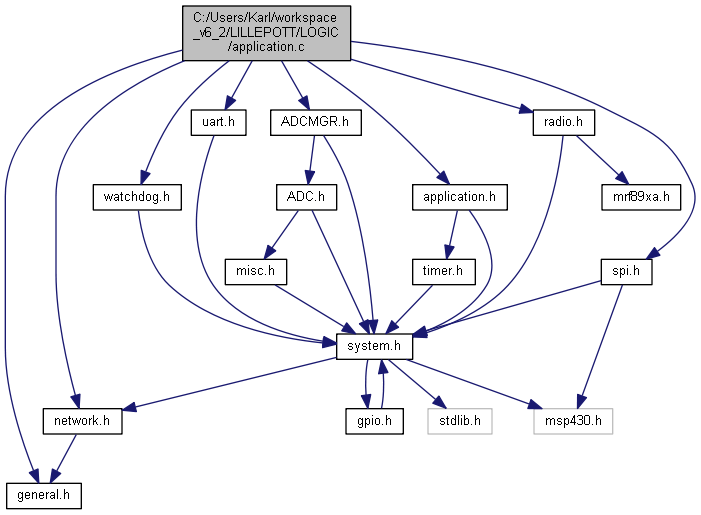 C:/Users/Karl/workspace
_v6_2/LILLEPOTT/LOGIC
/application.c
uart.h
ADCMGR.h
radio.h
watchdog.h
ADC.h
application.h
mrf89xa.h
misc.h
timer.h
spi.h
system.h
network.h
gpio.h
stdlib.h
msp430.h
general.h